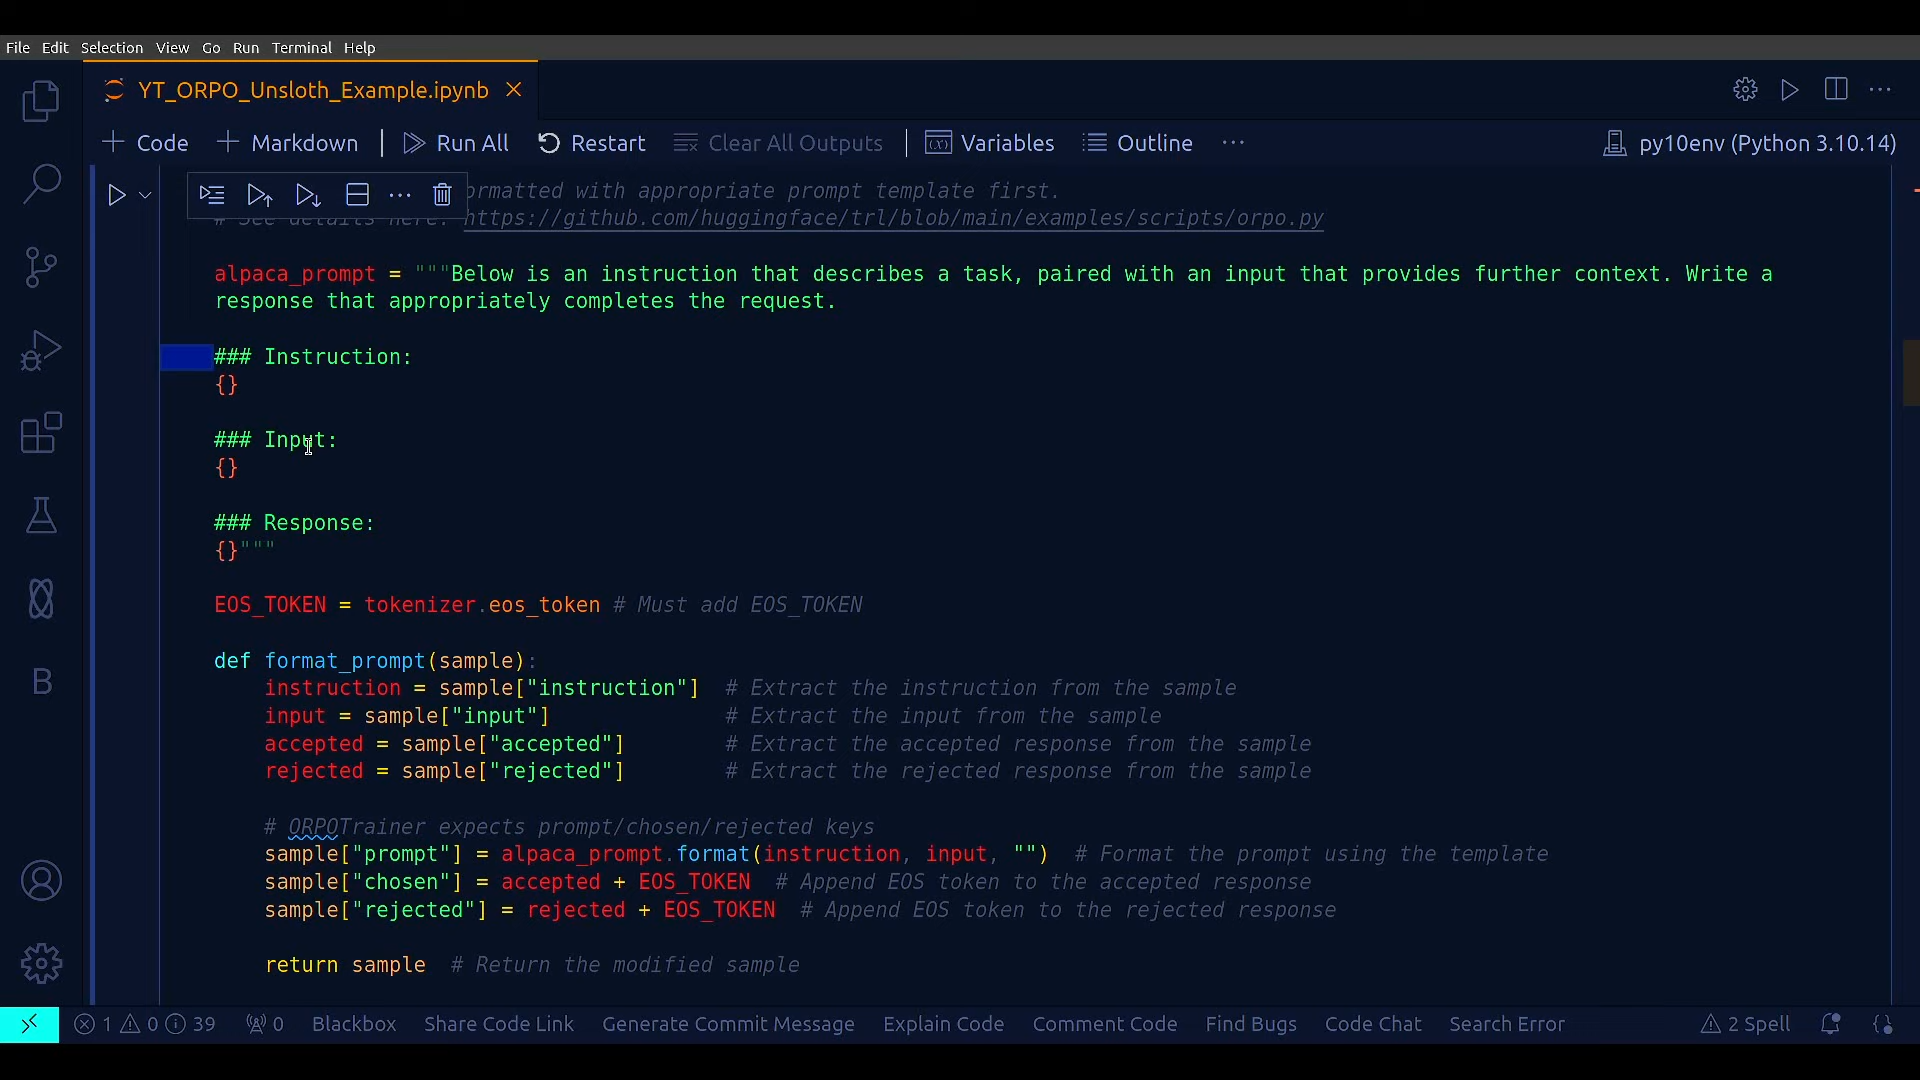 File Edit Selection View Go Run Terminal Help
YT_ORPO_Unsloth_Example.ipynb
Code Markdown Run All Restart Clear All Outputs Variables Outline ... py10env (Python 3.10.14)
ormatted with appropriate prompt template first.
# See details here: https://github.com/huggingface/trl/blob/main/examples/scripts/orpo.py
alpaca_prompt = """Below is an instruction that describes a task, paired with an input that provides further context. Write a
response that appropriately completes the request.
### Instruction:
{}
### Input:
{}
### Response:
{}"""
EOS_TOKEN = tokenizer.eos_token # Must add EOS_TOKEN
def format_prompt(sample):
    instruction = sample["instruction"]  # Extract the instruction from the sample
    input = sample["input"]              # Extract the input from the sample
    accepted = sample["accepted"]        # Extract the accepted response from the sample
    rejected = sample["rejected"]        # Extract the rejected response from the sample
    # ORPOTrainer expects prompt/chosen/rejected keys
    sample["prompt"] = alpaca_prompt.format(instruction, input, "")  # Format the prompt using the template
    sample["chosen"] = accepted + EOS_TOKEN  # Append EOS token to the accepted response
    sample["rejected"] = rejected + EOS_TOKEN  # Append EOS token to the rejected response
    return sample  # Return the modified sample
B
1 0 39 0 Blackbox Share Code Link Generate Commit Message Explain Code Comment Code Find Bugs Code Chat Search Error 2 Spell